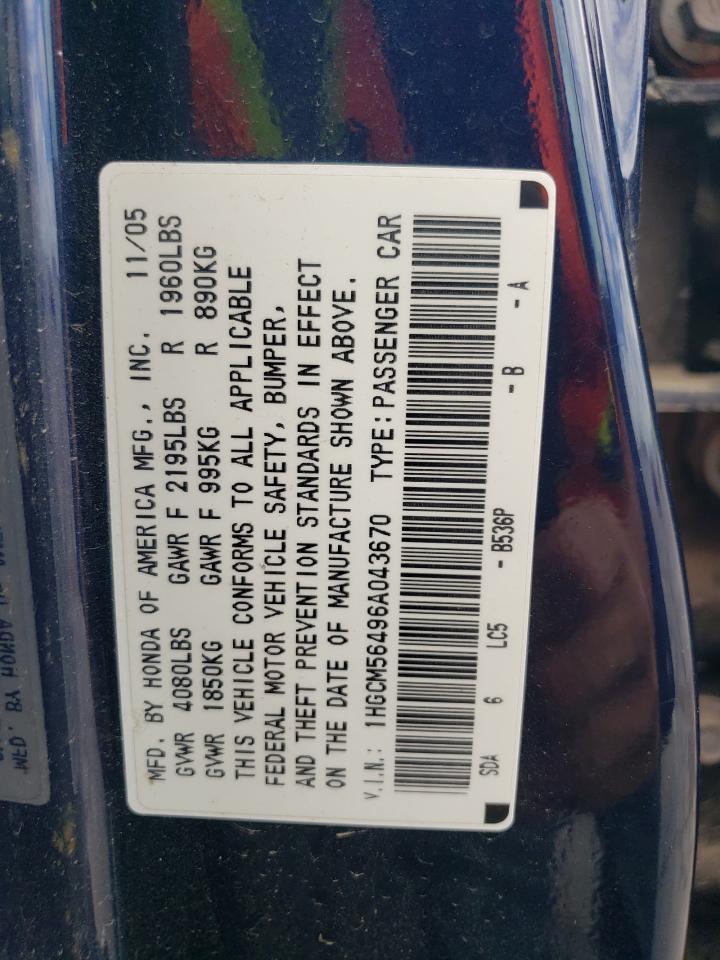 MFD. BY HONDA OF AMERICA MFG., INC. 11/05
GVWR 4080LBS GAWR F 2195LBS R 1960LBS
GVWR 1850KG GAWR F 995KG R 890KG
THIS VEHICLE CONFORMS TO ALL APPLICABLE
FEDERAL MOTOR VEHICLE SAFETY, BUMPER,
AND THEFT PREVENTION STANDARDS IN EFFECT
ON THE DATE OF MANUFACTURE SHOWN ABOVE.
V.I.N.: 1HGCM56496A043670 TYPE: PASSENGER CAR
SDA 6 LC5 - B536P - B - A